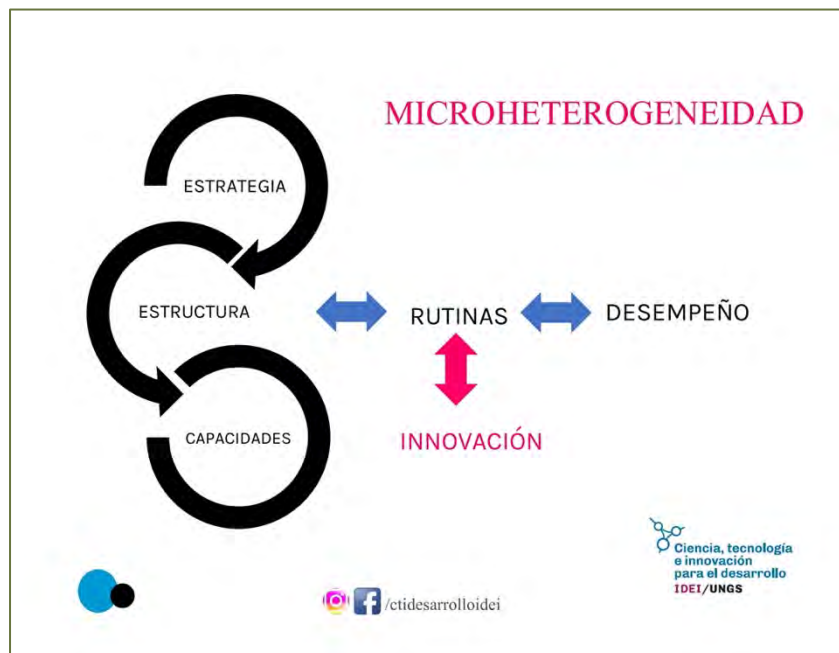 MICROHETEROGENEIDAD
ESTRATEGIA
ESTRUCTURA
RUTINAS
DESEMPEÑO
CAPACIDADES
INNOVACIÓN
/ctidesarrolloidei
Ciencia, tecnología
e innovación
para el desarrollo
IDEI/UNGS